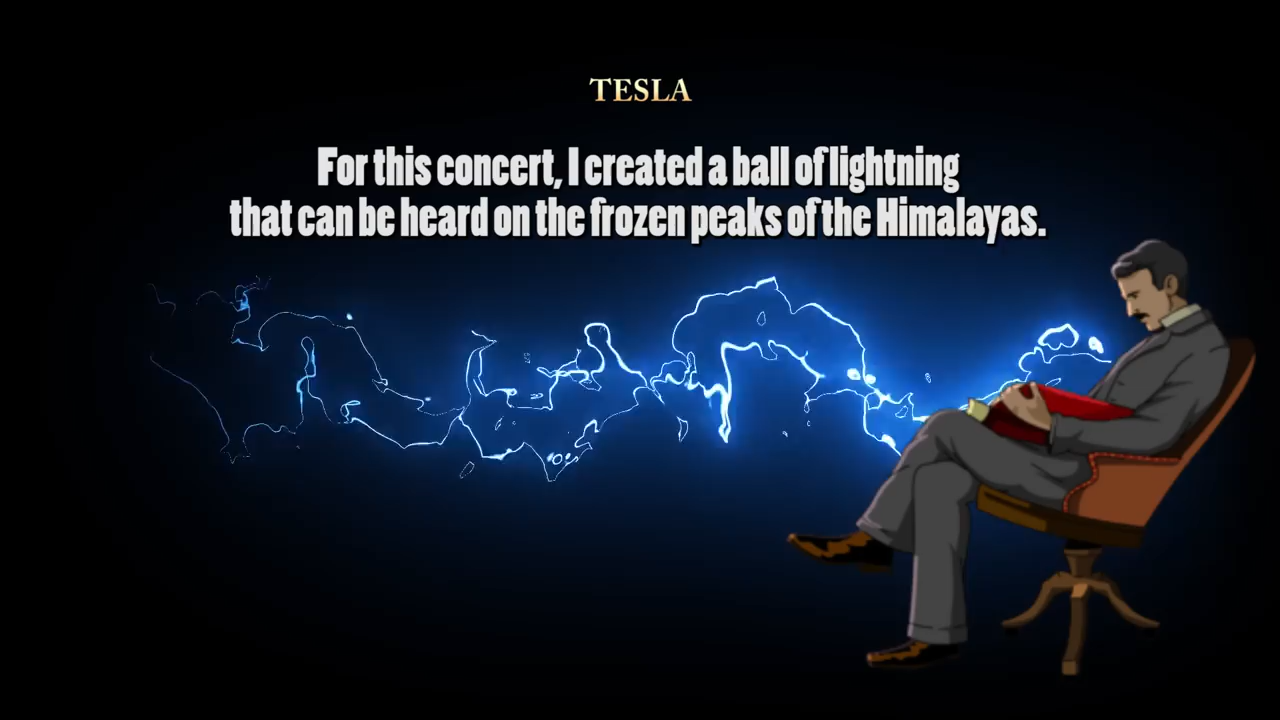 TESLA
For this concert, I created a ball of lightning
that can be heard on the frozen peaks of the Himalayas.